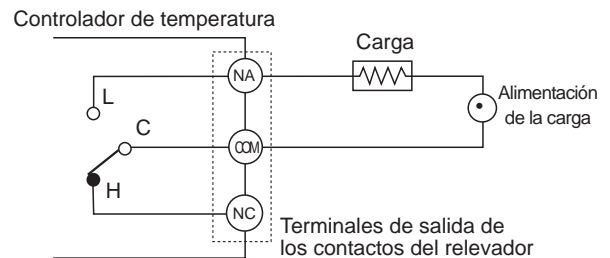 Controlador de temperatura
Carga
NA
L
Alimentación
de la carga
C
COM
H
NC
Terminales de salida de
los contactos del relevador